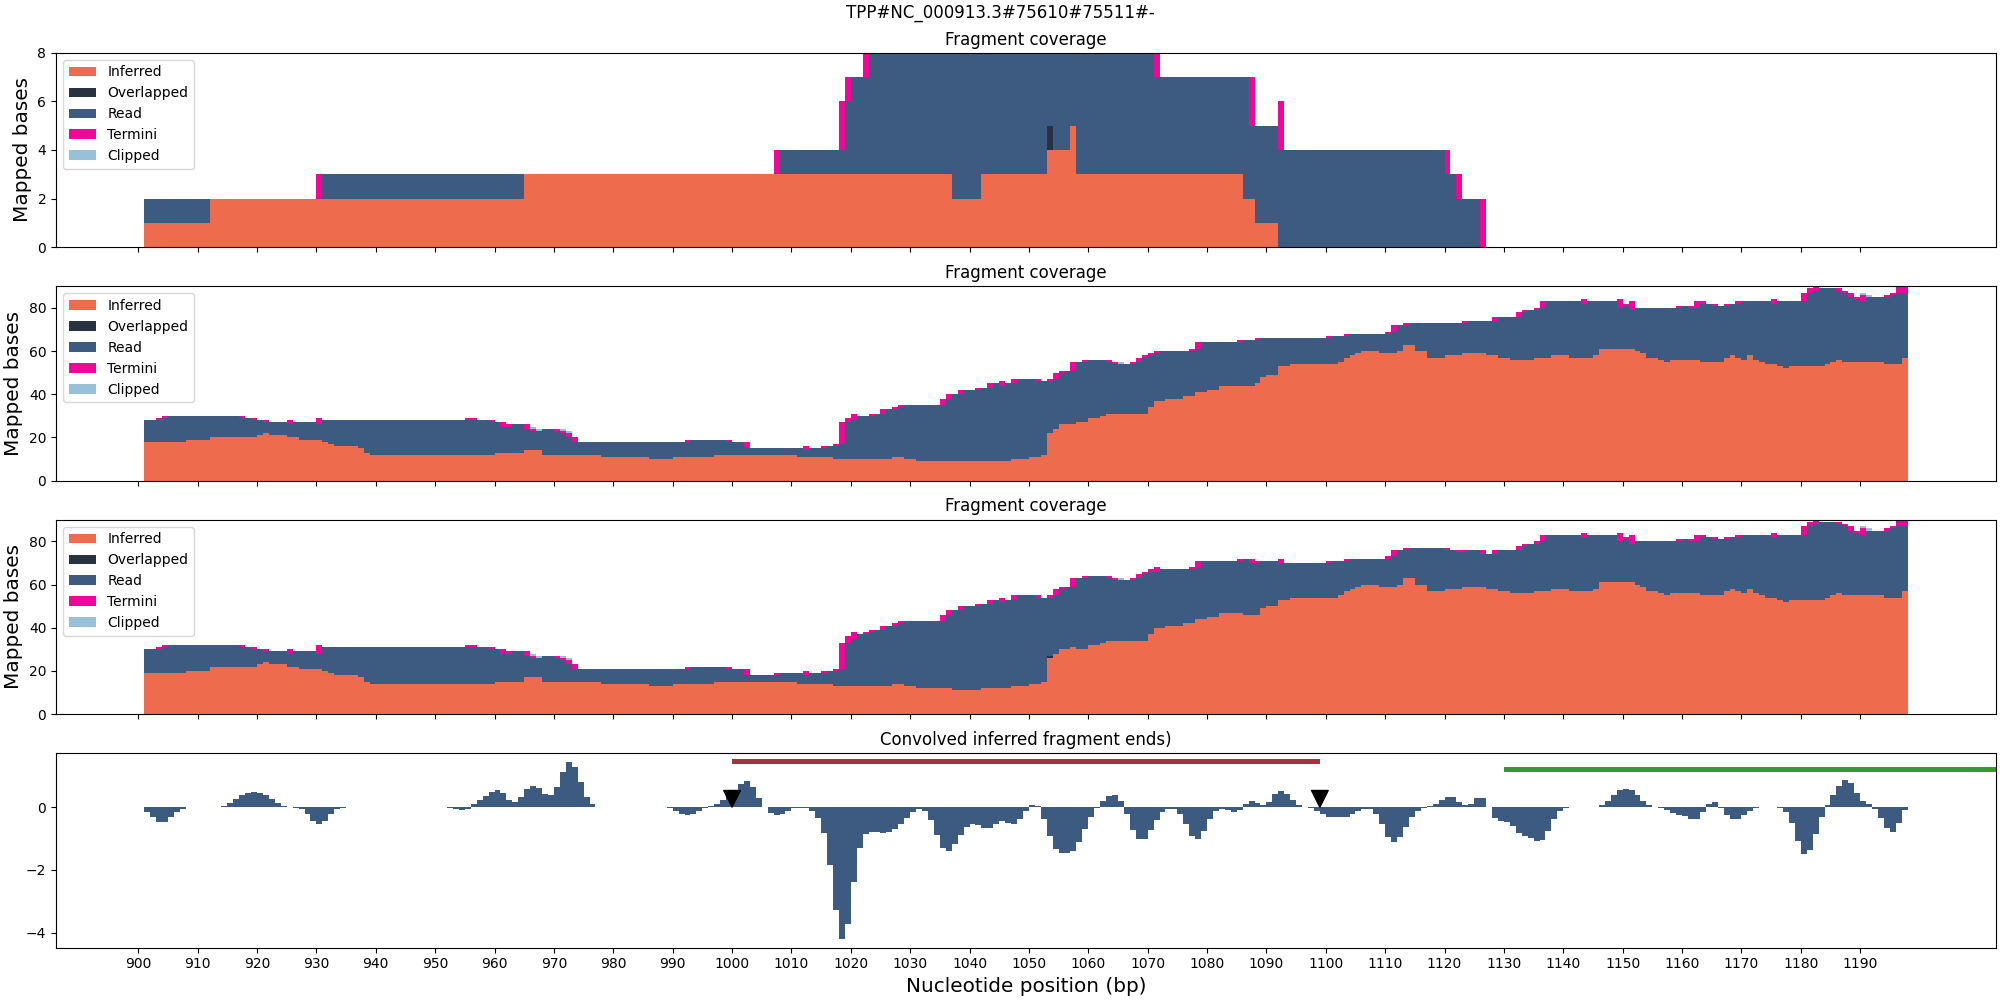 TPP#NC_000913.3#75610#75511#-
Fragment coverage
Mapped bases
8
6
4
2
0
Inferred
Overlapped
Read
Termini
Clipped
Fragment coverage
Mapped bases
80
60
40
20
0
Inferred
Overlapped
Read
Termini
Clipped
Fragment coverage
Mapped bases
80
60
40
20
0
Inferred
Overlapped
Read
Termini
Clipped
Convolved inferred fragment ends)
0
−2
−4
900 910 920 930 940 950 960 970 980 990 1000 1010 1020 1030 1040 1050 1060 1070 1080 1090 1100 1110 1120 1130 1140 1150 1160 1170 1180 1190
Nucleotide position (bp)